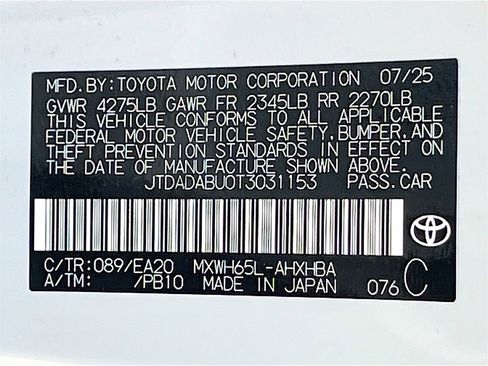 MFD. BY: TOYOTA MOTOR CORPORATION 07/25
GVWR 4275LB GAWR FR 2345LB RR 2270LB
THIS VEHICLE CONFORMS TO ALL APPLICABLE
FEDERAL MOTOR VEHICLE SAFETY, BUMPER, AND
THEFT PREVENTION STANDARDS IN EFFECT ON
THE DATE OF MANUFACTURE SHOWN ABOVE.
JTDADABU0T3031153 PASS. CAR
C/TR: 089/EA20 MXWH65L-AHXHBA
A/TM: /PB10 MADE IN JAPAN 076 C